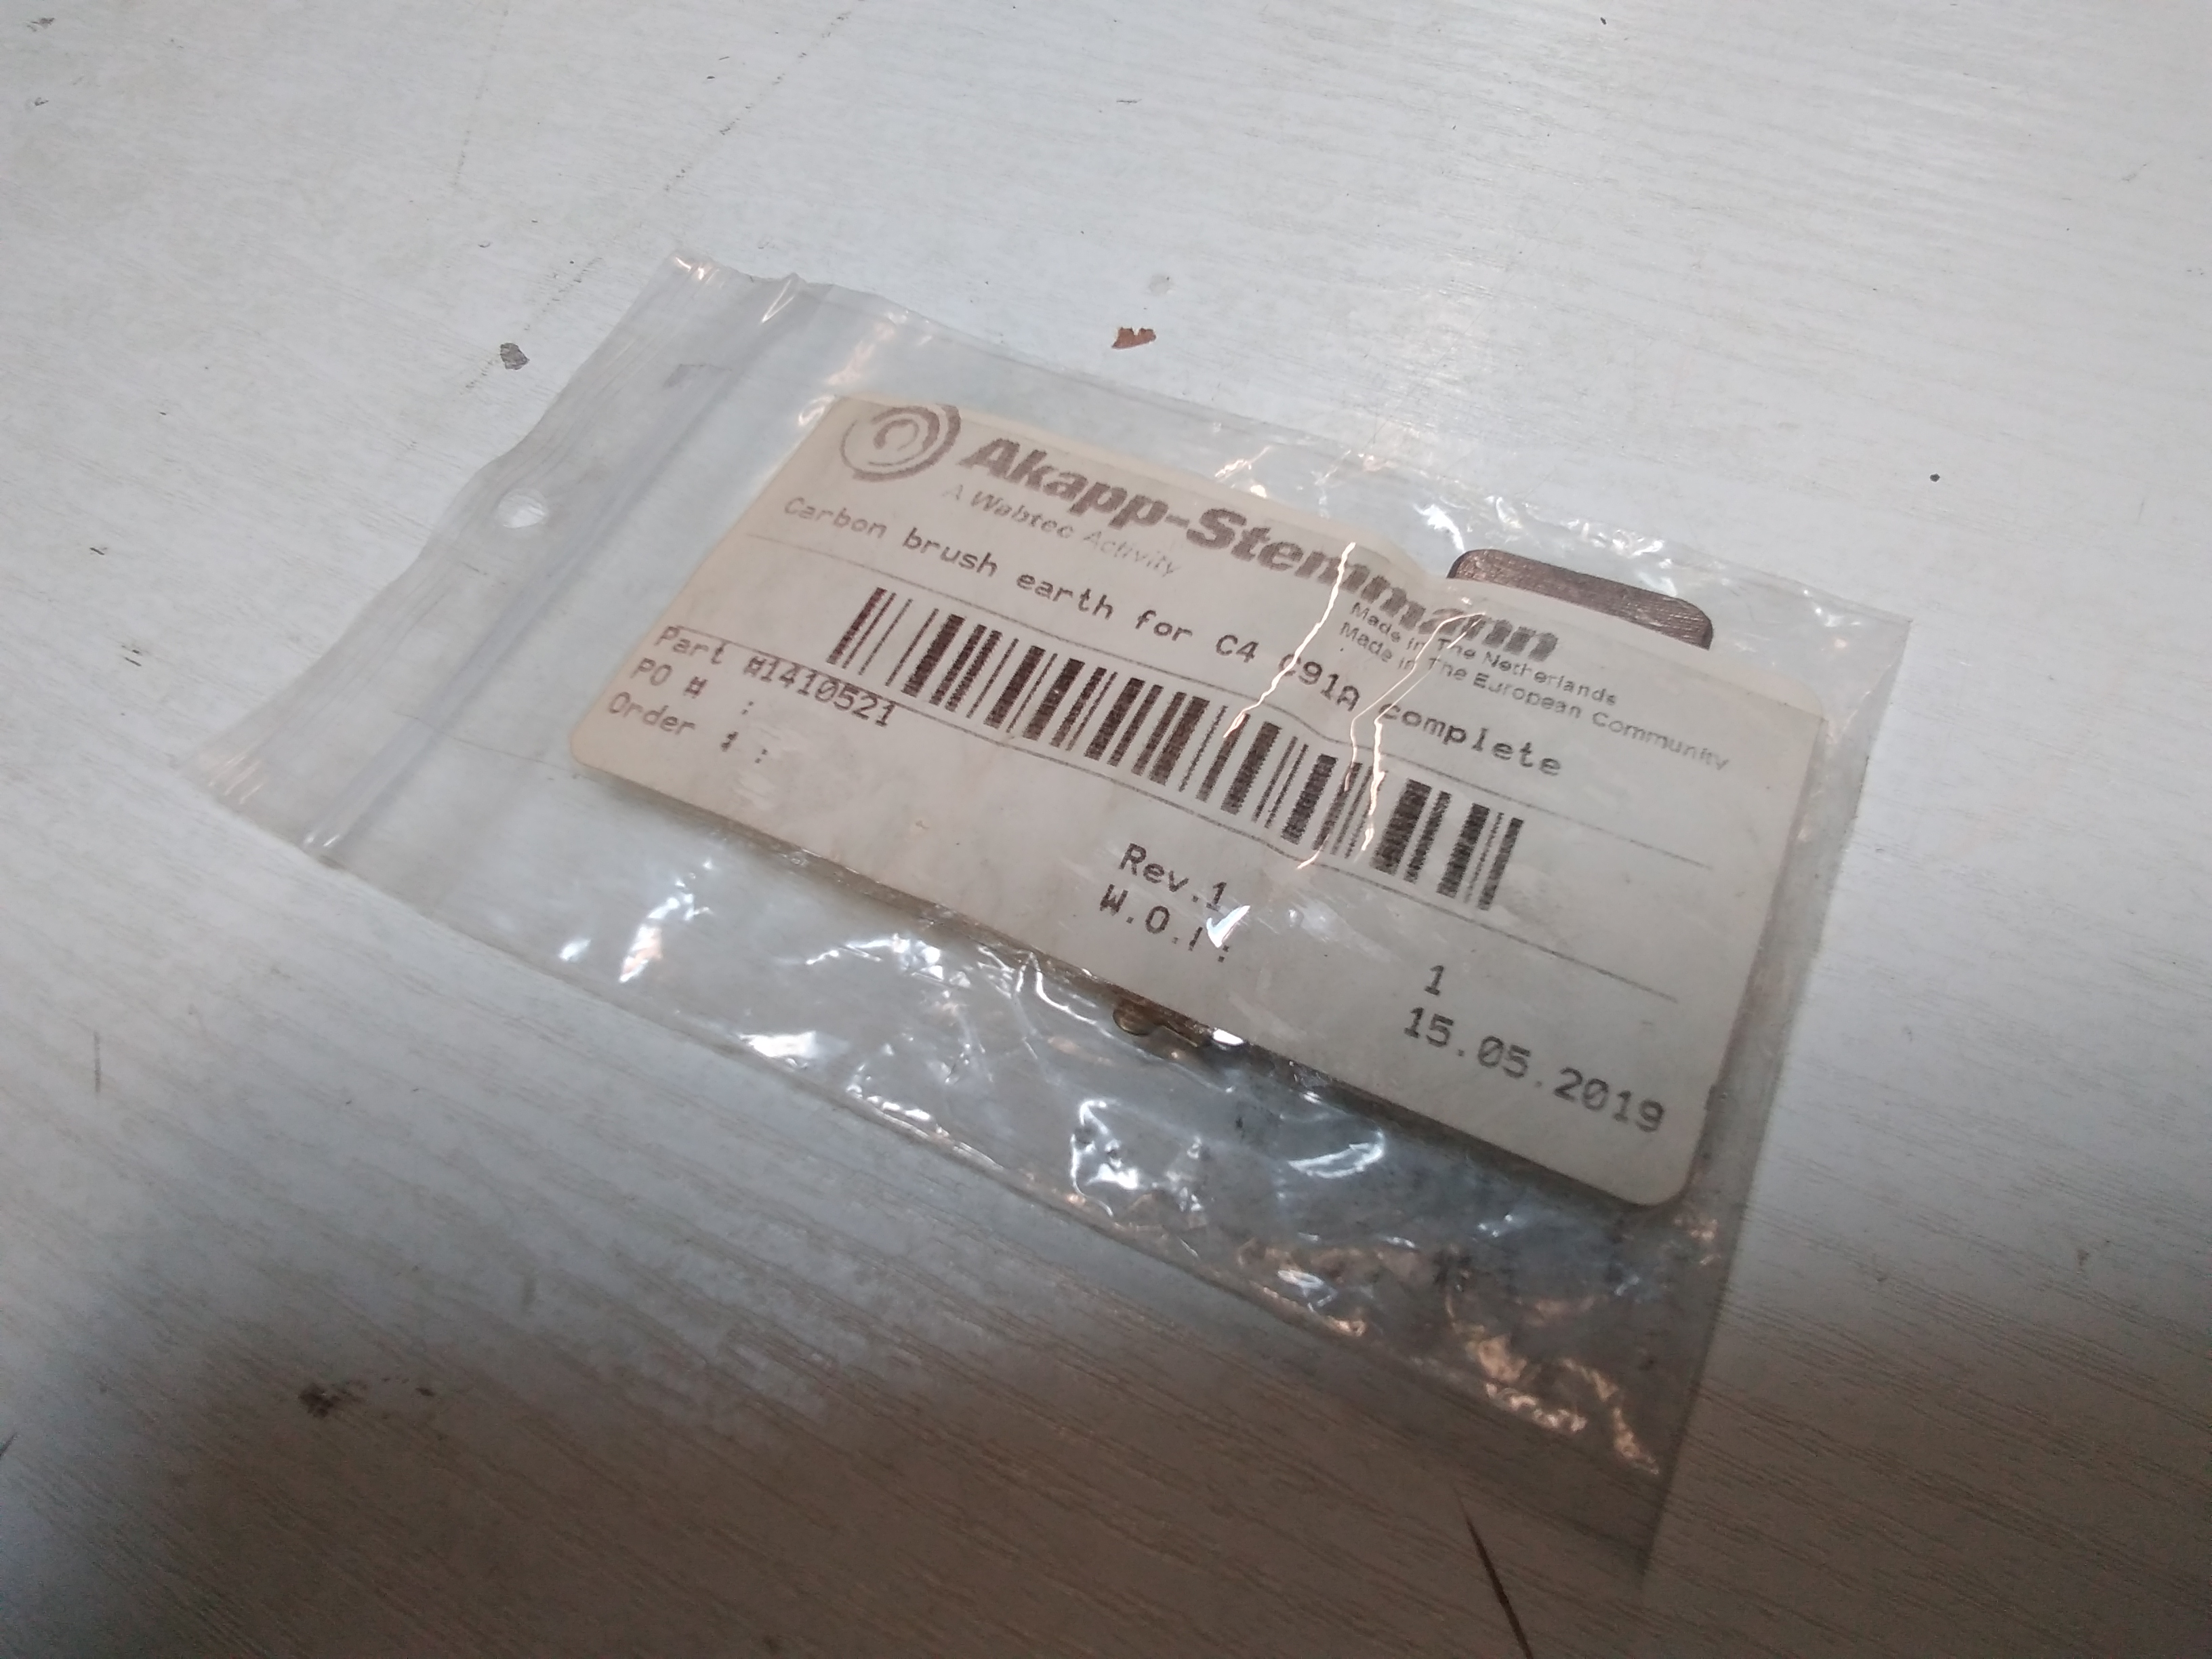 Akapp-Stemmann
A Wabtec Activity
Made in The Netherlands
Made in The European Community
Carbon brush earth for C4 c91A complete
Part #1410521
PO # :
Order # :
Rev.1
W.O.# :
1
15.05.2019